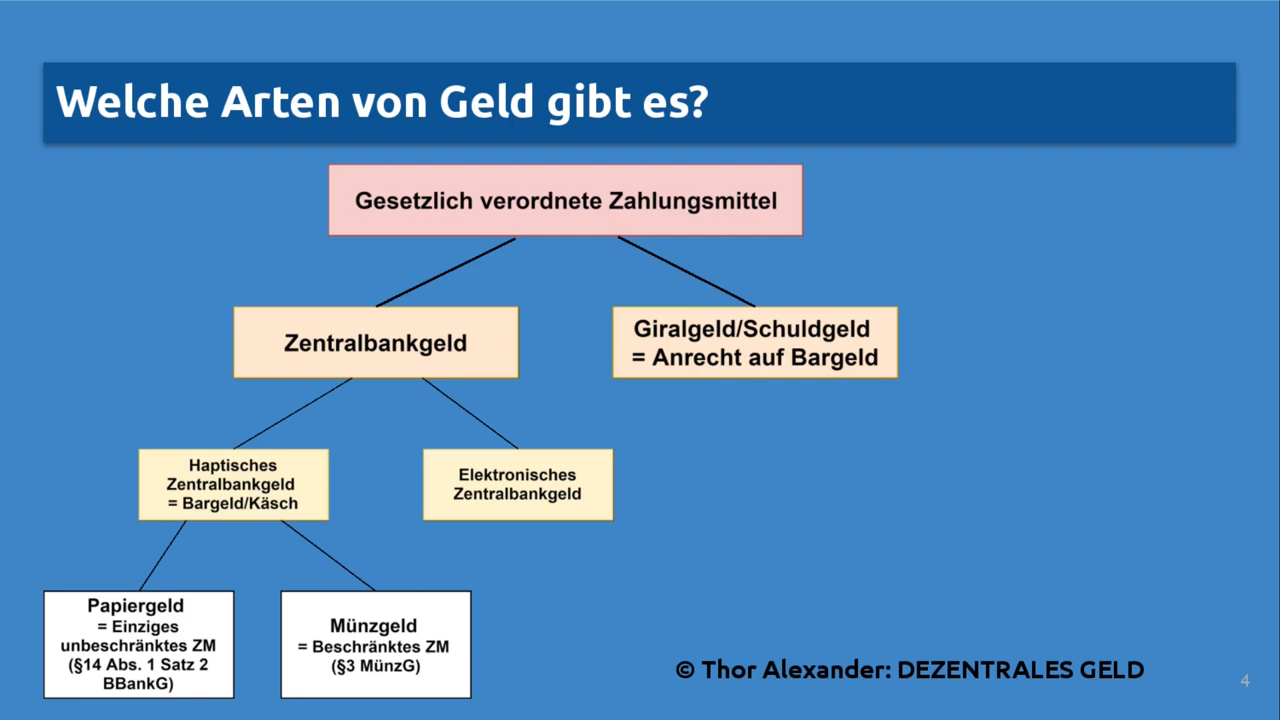 Welche Arten von Geld gibt es?
Gesetzlich verordnete Zahlungsmittel
Zentralbankgeld
Giralgeld/Schuldgeld
= Anrecht auf Bargeld
Haptisches
Zentralbankgeld
= Bargeld/Käsch
Elektronisches
Zentralbankgeld
Papiergeld
= Einziges
unbeschränktes ZM
(§14 Abs. 1 Satz 2
BBankG)
Münzgeld
= Beschränktes ZM
(§3 MünzG)
© Thor Alexander: DEZENTRALES GELD
4